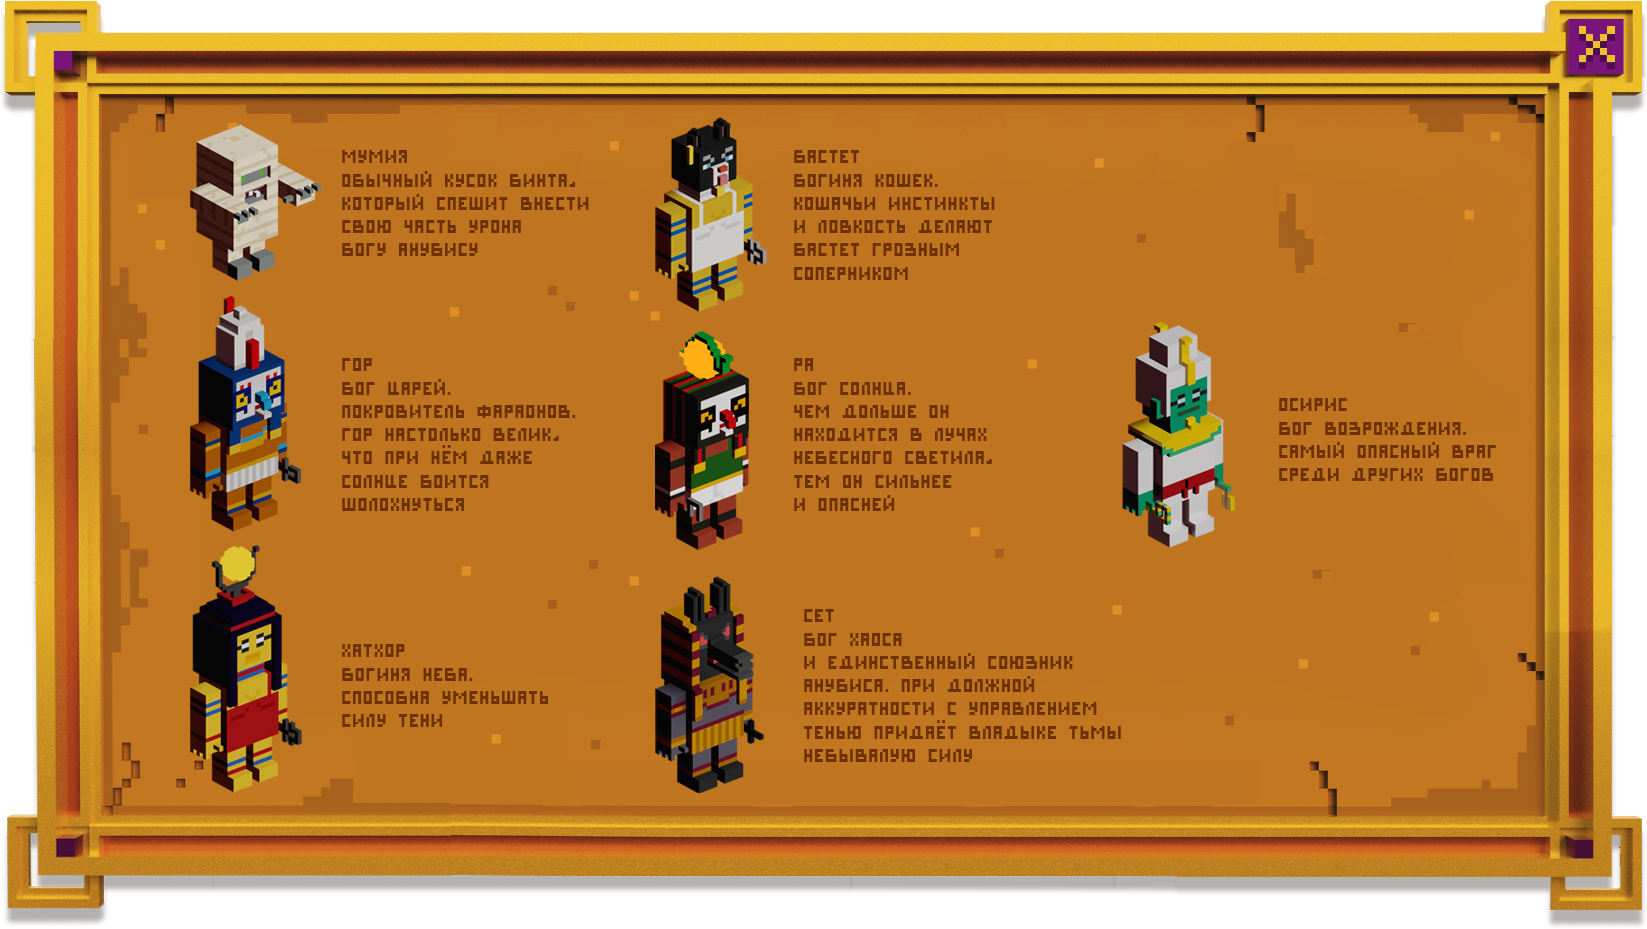 МУМИЯ
ОБЫЧНЫЙ КУСОК БИНТА,
КОТОРЫЙ СПЕШИТ ВНЕСТИ
СВОЮ ЧАСТЬ УРОНА
БОГУ АНУБИСУ
ГОР
БОГ ЦАРЕЙ.
ПОКРОВИТЕЛЬ ФАРАОНОВ.
ГОР НАСТОЛЬКО ВЕЛИК,
ЧТО ПРИ НЁМ ДАЖЕ
СОЛНЦЕ БОИТСЯ
ШОЛОХНУТЬСЯ
ХАТХОР
БОГИНЯ НЕБА.
СПОСОБНА УМЕНЬШАТЬ
СИЛУ ТЕНИ
БАСТЕТ
БОГИНЯ КОШЕК.
КОШАЧЬИ ИНСТИНКТЫ
И ЛОВКОСТЬ ДЕЛАЮТ
БАСТЕТ ГРОЗНЫМ
СОПЕРНИКОМ
РА
БОГ СОЛНЦА.
ЧЕМ ДОЛЬШЕ ОН
НАХОДИТСЯ В ЛУЧАХ
НЕБЕСНОГО СВЕТИЛА,
ТЕМ ОН СИЛЬНЕЕ
И ОПАСНЕЙ
СЕТ
БОГ ХАОСА
И ЕДИНСТВЕННЫЙ СОЮЗНИК
АНУБИСА. ПРИ ДОЛЖНОЙ
АККУРАТНОСТИ С УПРАВЛЕНИЕМ
ТЕНЬЮ ПРИДАЁТ ВЛАДЫКЕ ТЬМЫ
НЕБЫВАЛУЮ СИЛУ
ОСИРИС
БОГ ВОЗРОЖДЕНИЯ.
САМЫЙ ОПАСНЫЙ ВРАГ
СРЕДИ ДРУГИХ БОГОВ